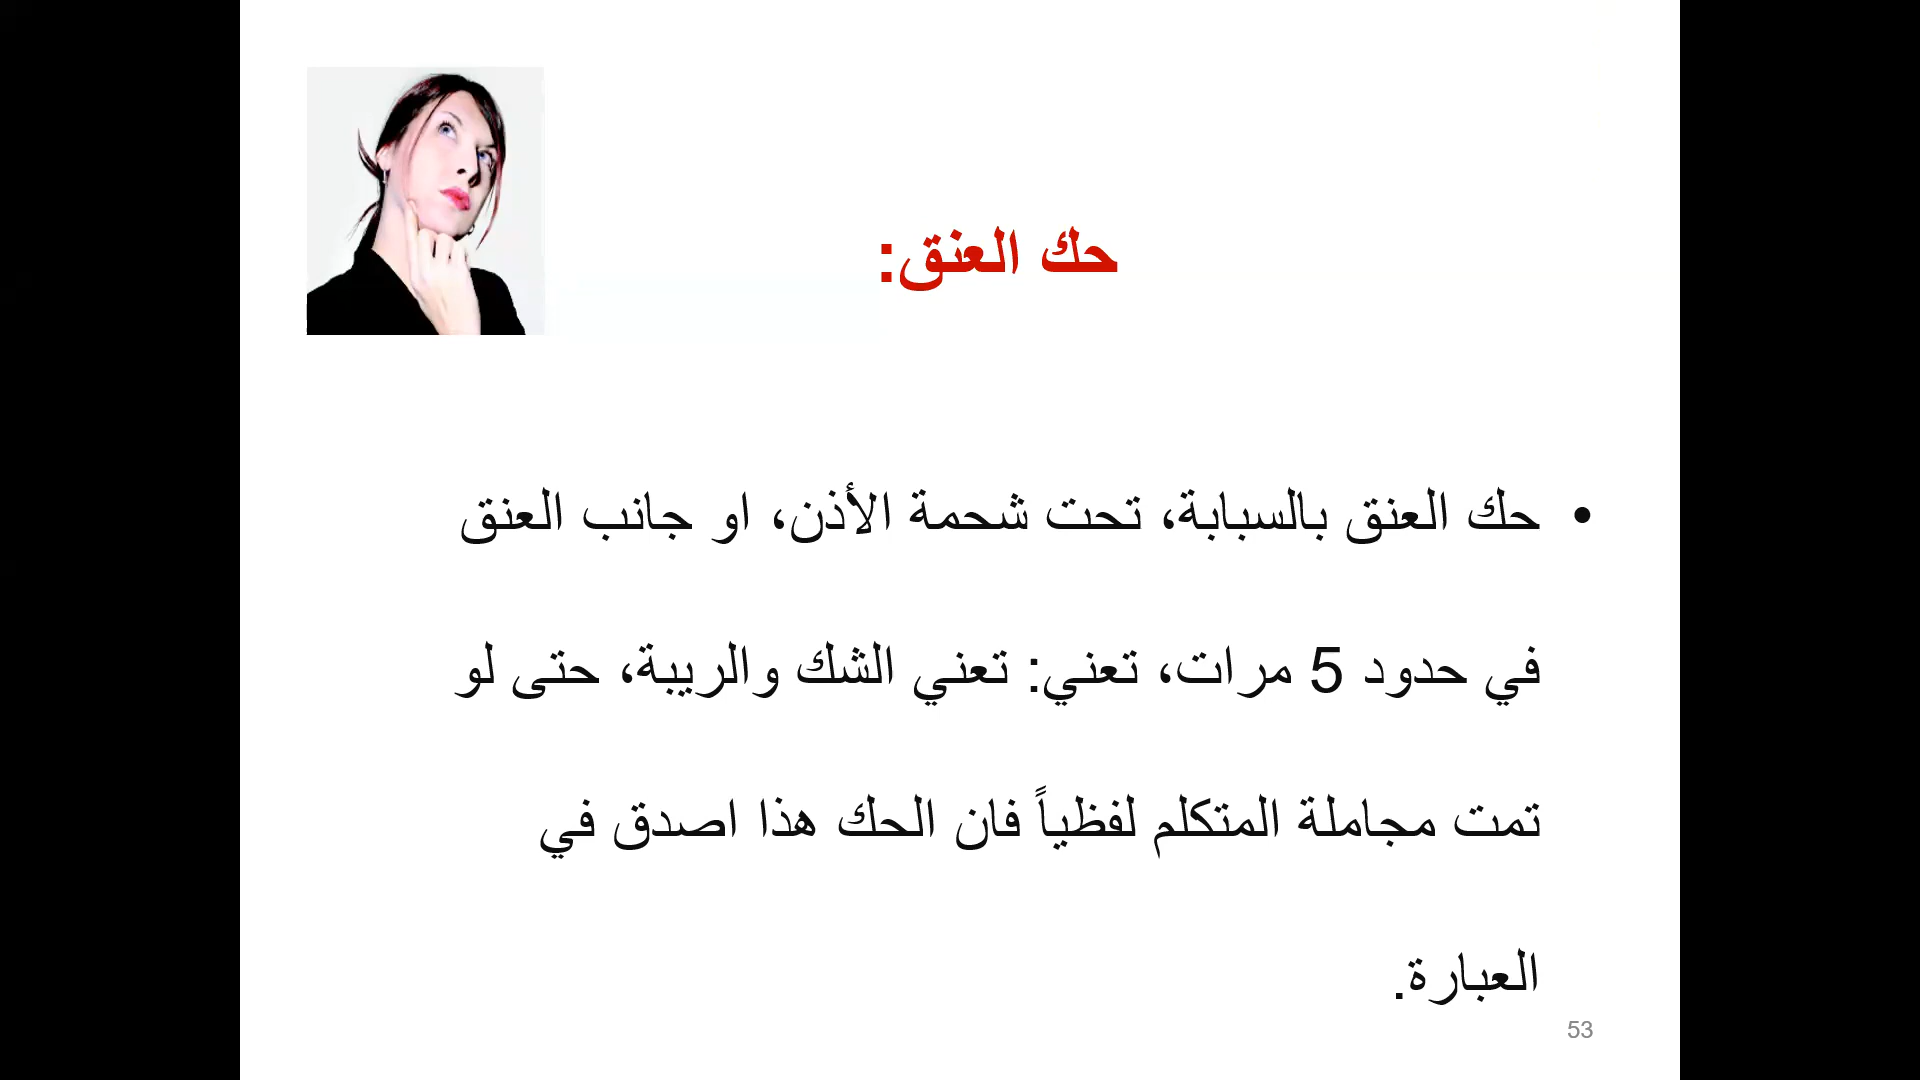 حك العنق:
• حك العنق بالسبابة، تحت شحمة الأذن، او جانب العنق
في حدود 5 مرات، تعني: تعني الشك والريبة، حتى لو
تمت مجاملة المتكلم لفظياً فان الحك هذا اصدق في
العبارة.
53